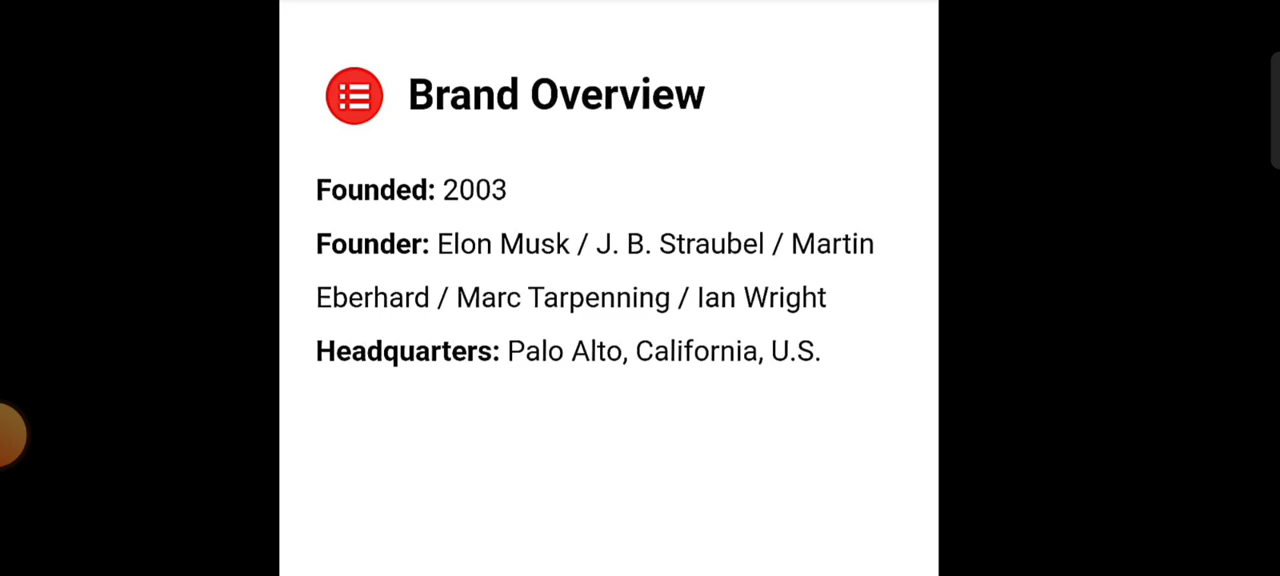 Brand Overview
Founded: 2003
Founder: Elon Musk / J. B. Straubel / Martin
Eberhard / Marc Tarpenning / Ian Wright
Headquarters: Palo Alto, California, U.S.